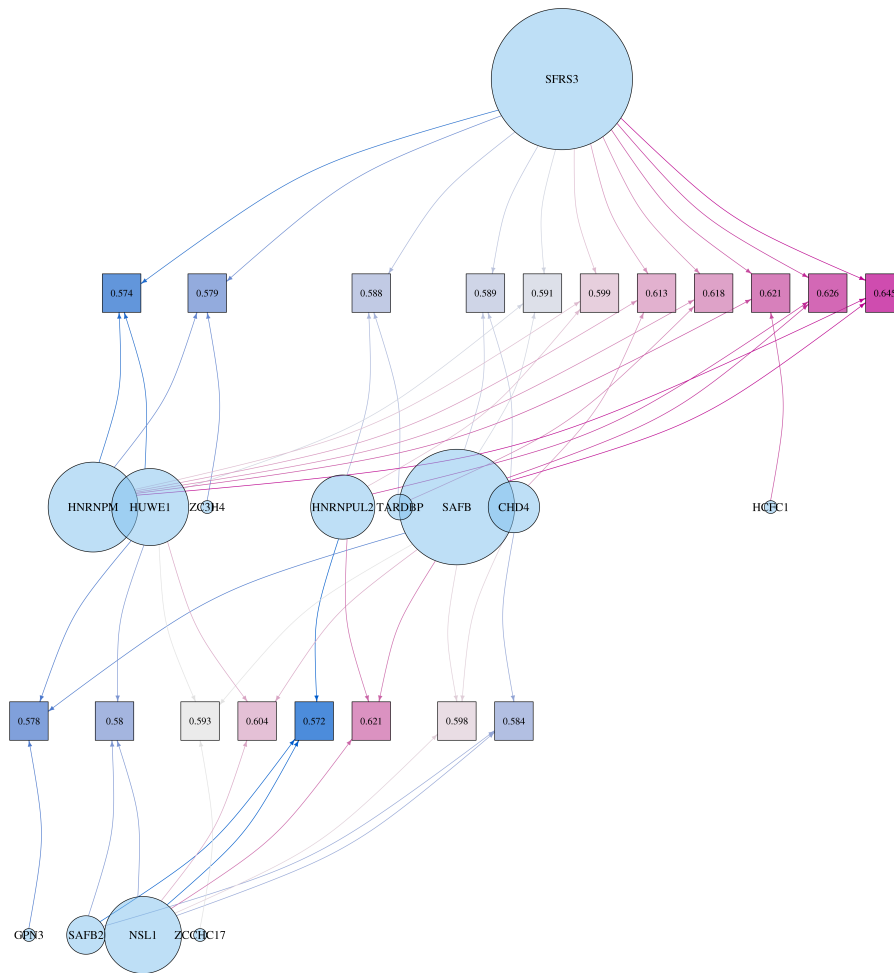 SFRS3
0.574
0.579
0.588
0.589
0.591
0.599
0.613
0.618
0.621
0.626
0.645
HNRNPM
HUWE1
ZC3H4
HNRNPUL2
TARDBP
SAFB
CHD4
HCFC1
0.578
0.58
0.593
0.604
0.572
0.621
0.598
0.584
GPN3
SAFB2
NSL1
ZCCHC17